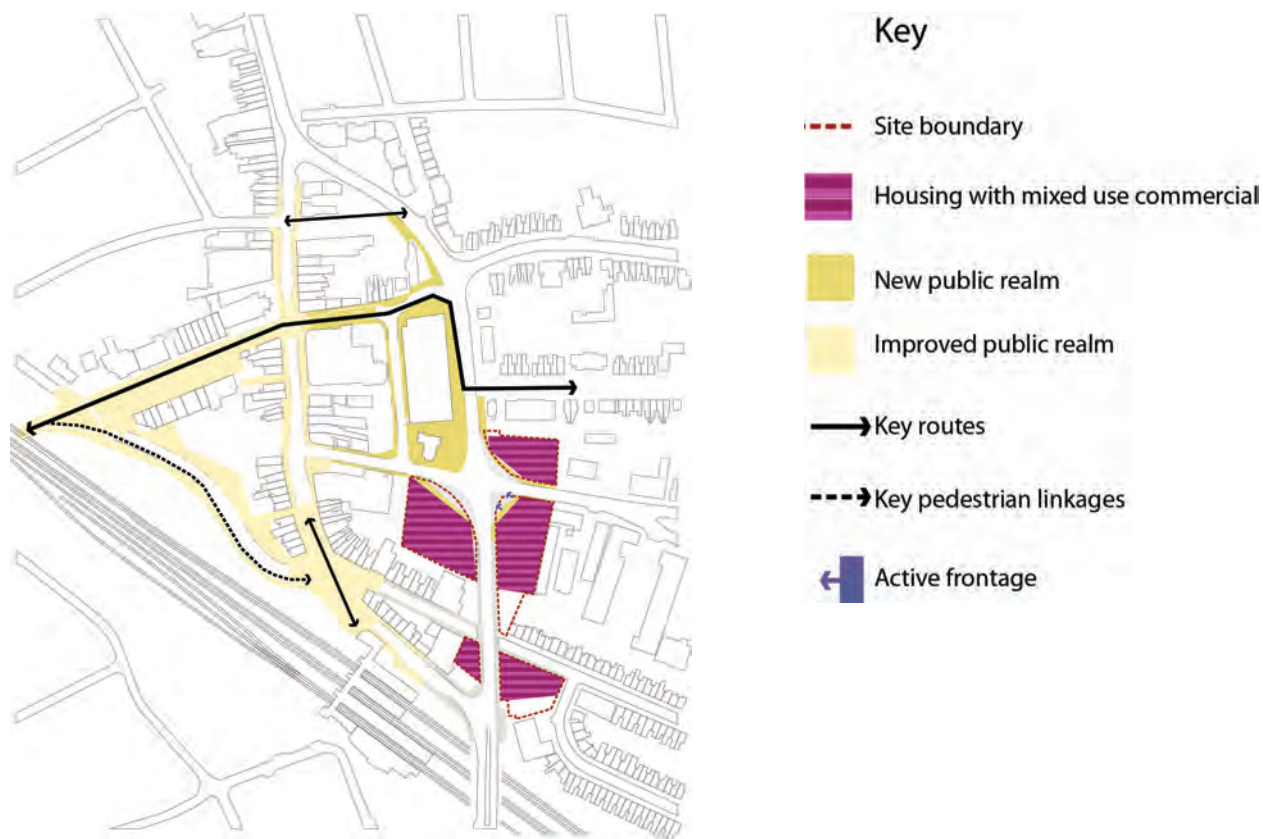 Key
Site boundary
Housing with mixed use commercial
New public realm
Improved public realm
Key routes
Key pedestrian linkages
Active frontage